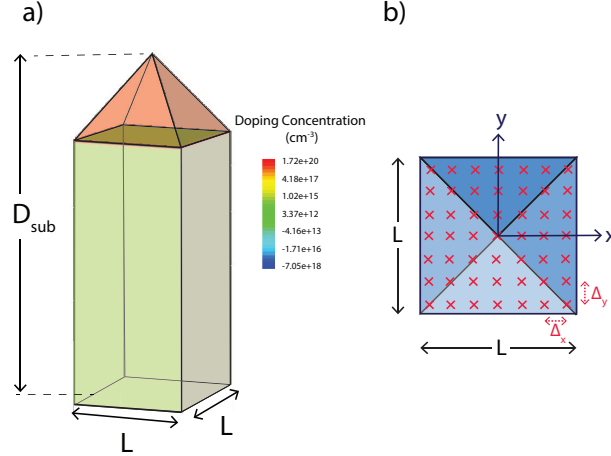 a)
D_sub
L
L
Doping Concentration
(cm⁻³)
1.72e+20
4.18e+17
1.02e+15
3.37e+12
-4.16e+13
-1.71e+16
-7.05e+18
b)
y
x
L
L
Δ_y
Δ_x